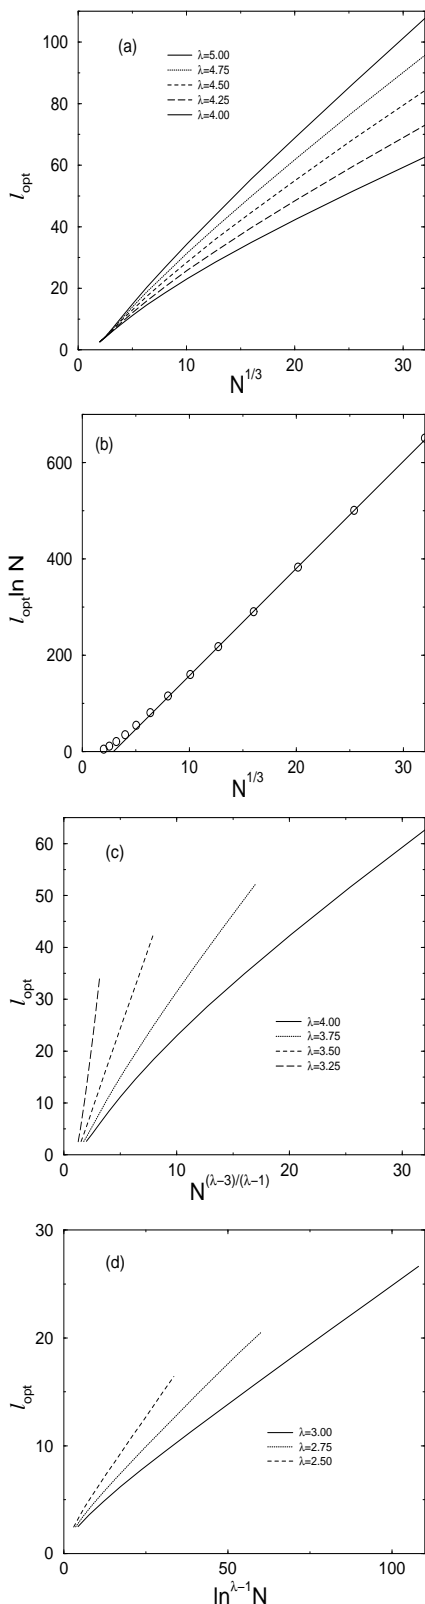 (a)
100
80
60
40
20
0
l_opt
λ=5.00
λ=4.75
λ=4.50
λ=4.25
λ=4.00
0 10 20 30
N^{1/3}
(b)
600
400
200
0
l_opt ln N
0 10 20 30
N^{1/3}
(c)
60
50
40
30
20
10
0
l_opt
λ=4.00
λ=3.75
λ=3.50
λ=3.25
0 10 20 30
N^{(λ−3)/(λ−1)}
(d)
30
20
10
0
l_opt
λ=3.00
λ=2.75
λ=2.50
0 50 100
ln^{λ−1}N